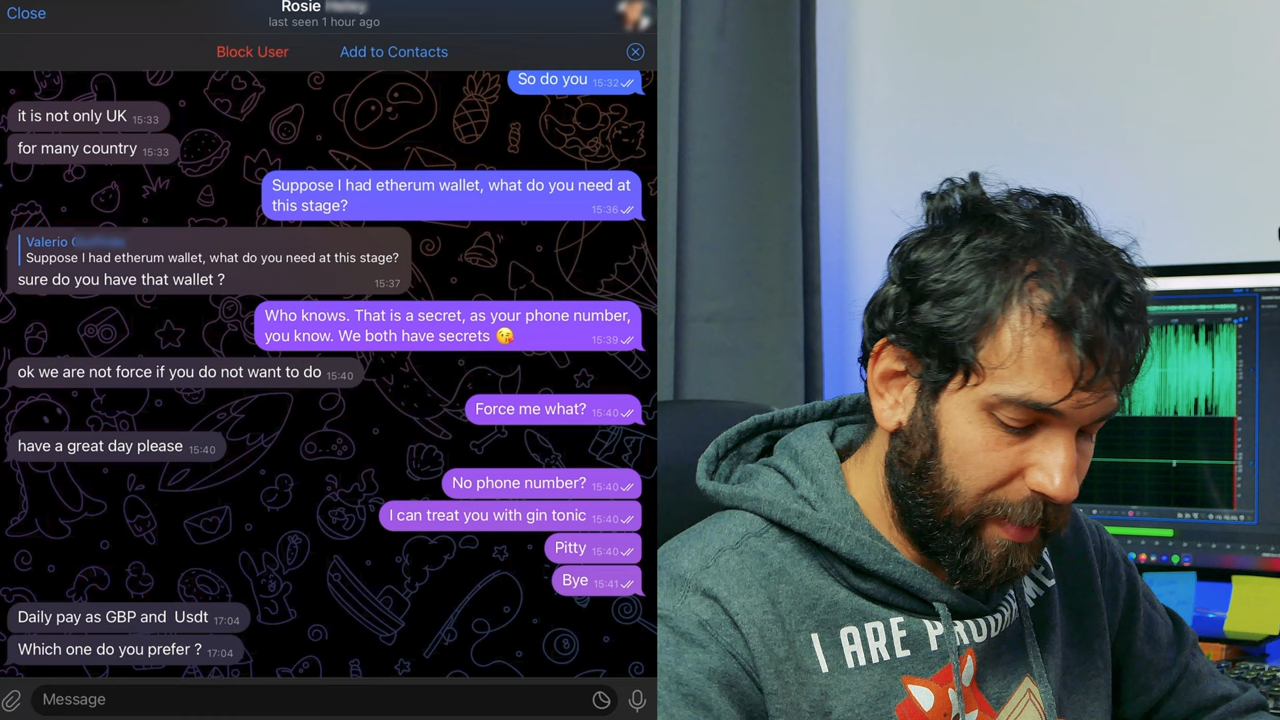 Close
Rosie
last seen 1 hour ago
Block User
Add to Contacts
So do you 15:32
it is not only UK 15:33
for many country 15:33
Suppose I had etherum wallet, what do you need at
this stage?
15:36
Valerio
Suppose I had etherum wallet, what do you need at this stage?
sure do you have that wallet ?
15:37
Who knows. That is a secret, as your phone number,
you know. We both have secrets 😘
15:39
ok we are not force if you do not want to do 15:40
Force me what? 15:40
have a great day please 15:40
No phone number? 15:40
I can treat you with gin tonic 15:40
Pitty 15:40
Bye 15:41
Daily pay as GBP and Usdt 17:04
Which one do you prefer ? 17:04
Message
I ARE